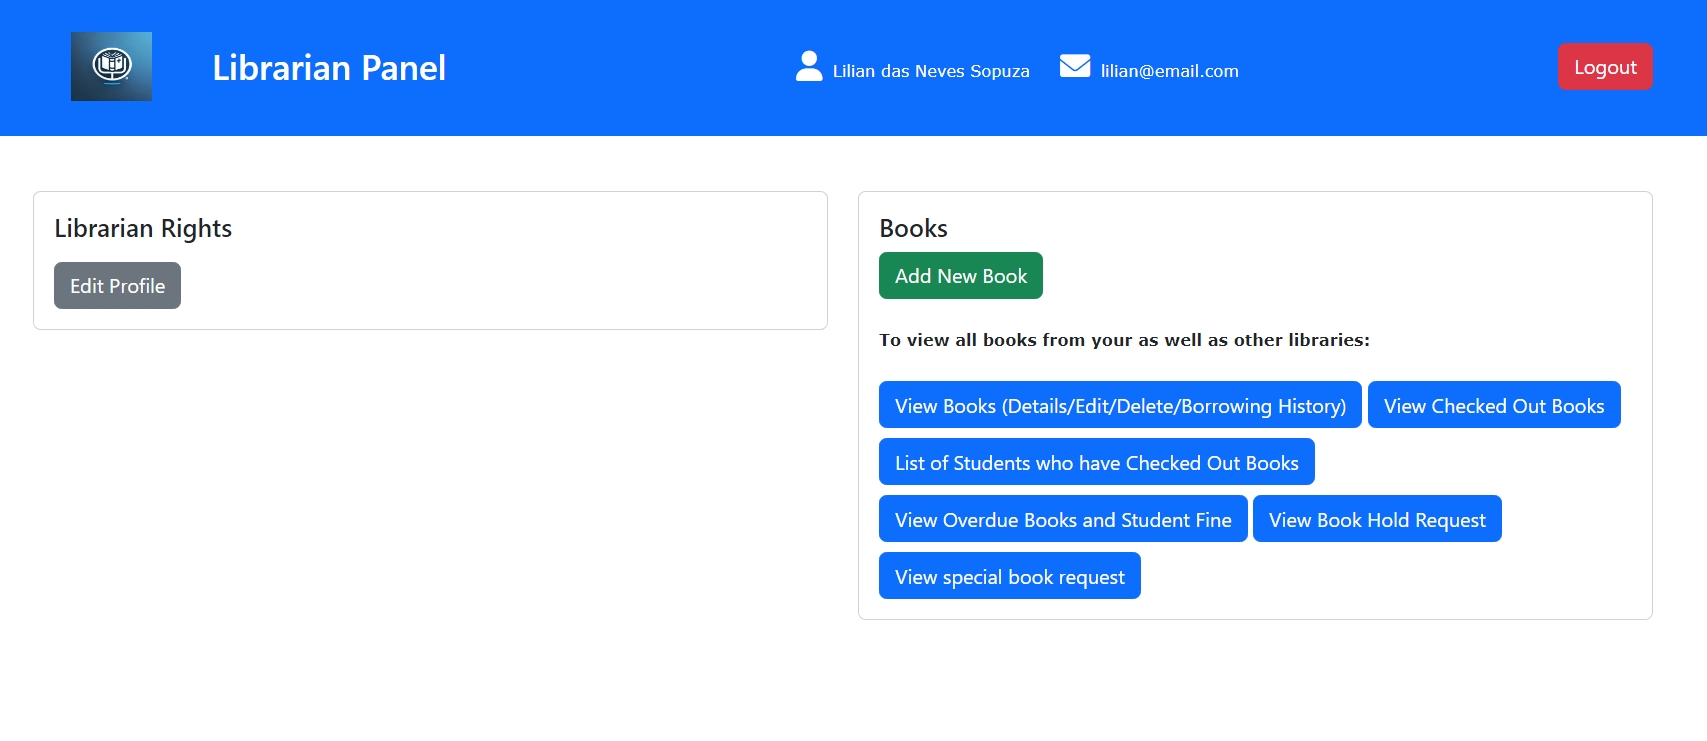 Librarian Panel
Lilian das Neves Sopuza
lilian@email.com
Logout
Librarian Rights
Edit Profile
Books
Add New Book
To view all books from your as well as other libraries:
View Books (Details/Edit/Delete/Borrowing History)
View Checked Out Books
List of Students who have Checked Out Books
View Overdue Books and Student Fine
View Book Hold Request
View special book request